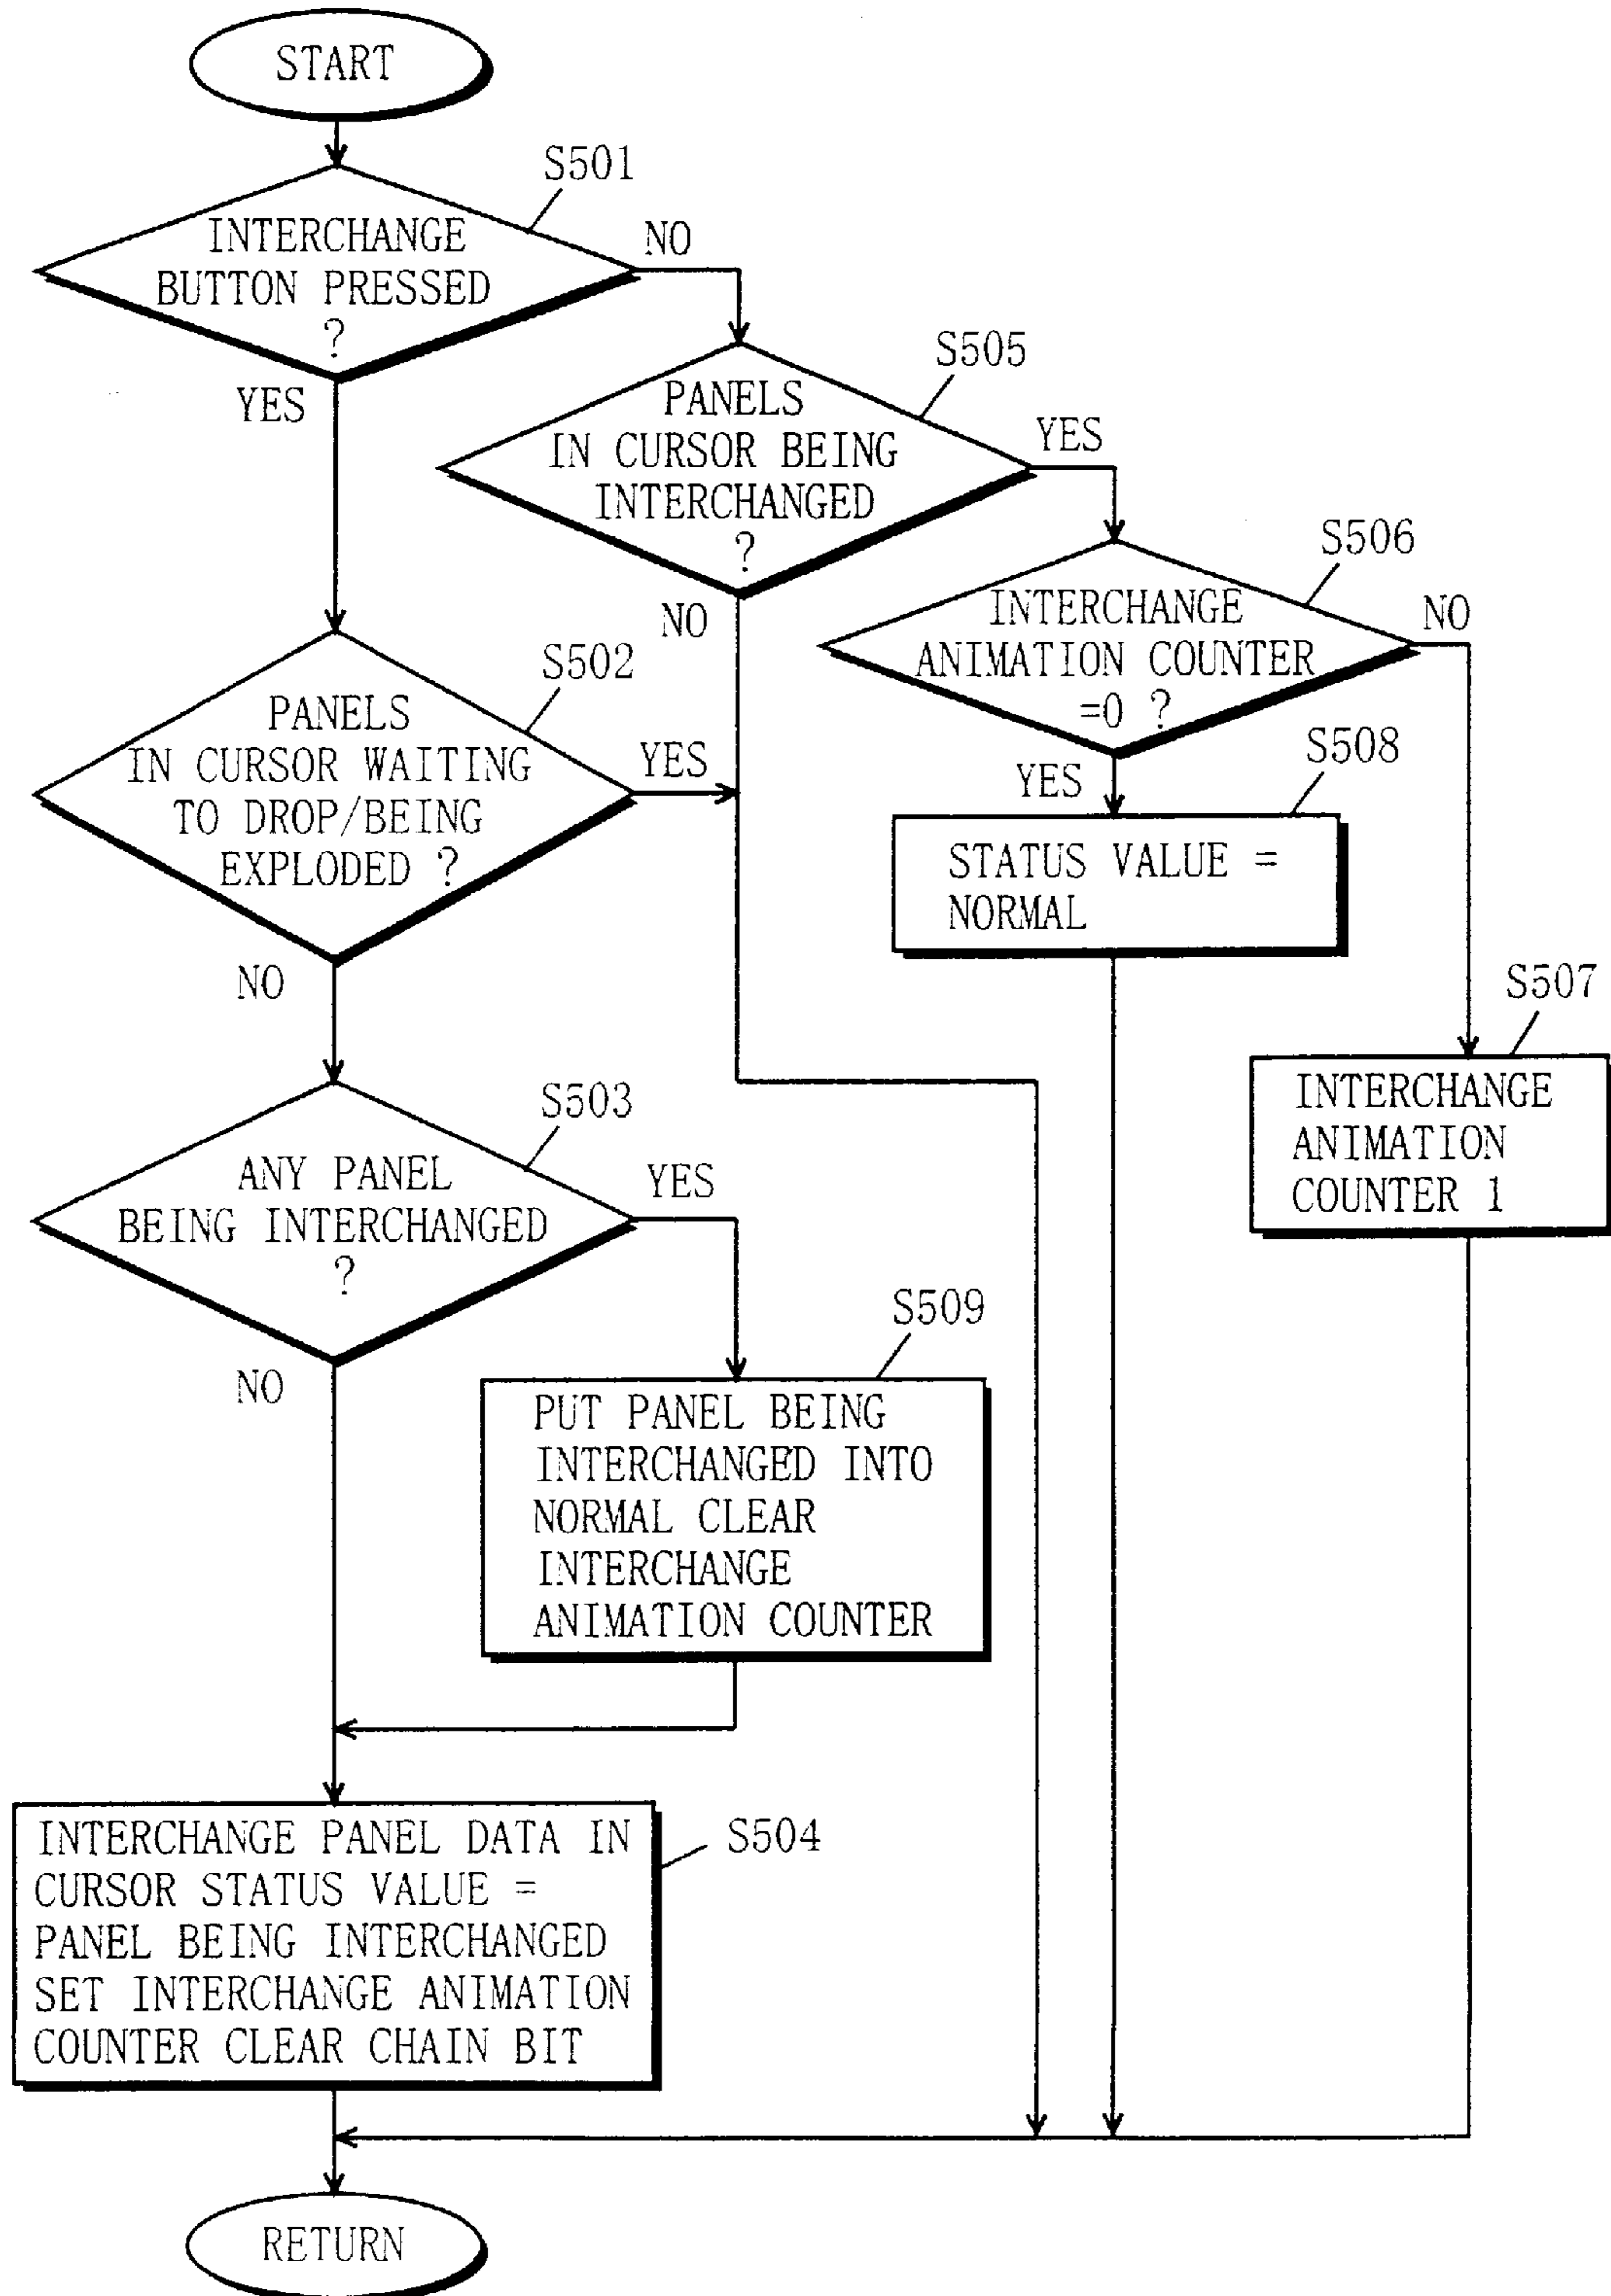 START
S501
INTERCHANGE
BUTTON PRESSED
?
NO
YES
S505
PANELS
IN CURSOR BEING
INTERCHANGED
?
YES
NO
S506
INTERCHANGE
ANIMATION COUNTER
=0 ?
NO
YES
S502
PANELS
IN CURSOR WAITING
TO DROP/BEING
EXPLODED ?
YES
NO
S508
STATUS VALUE =
NORMAL
S507
INTERCHANGE
ANIMATION
COUNTER 1
S503
ANY PANEL
BEING INTERCHANGED
?
YES
NO
S509
PUT PANEL BEING
INTERCHANGED INTO
NORMAL CLEAR
INTERCHANGE
ANIMATION COUNTER
S504
INTERCHANGE PANEL DATA IN
CURSOR STATUS VALUE =
PANEL BEING INTERCHANGED
SET INTERCHANGE ANIMATION
COUNTER CLEAR CHAIN BIT
RETURN